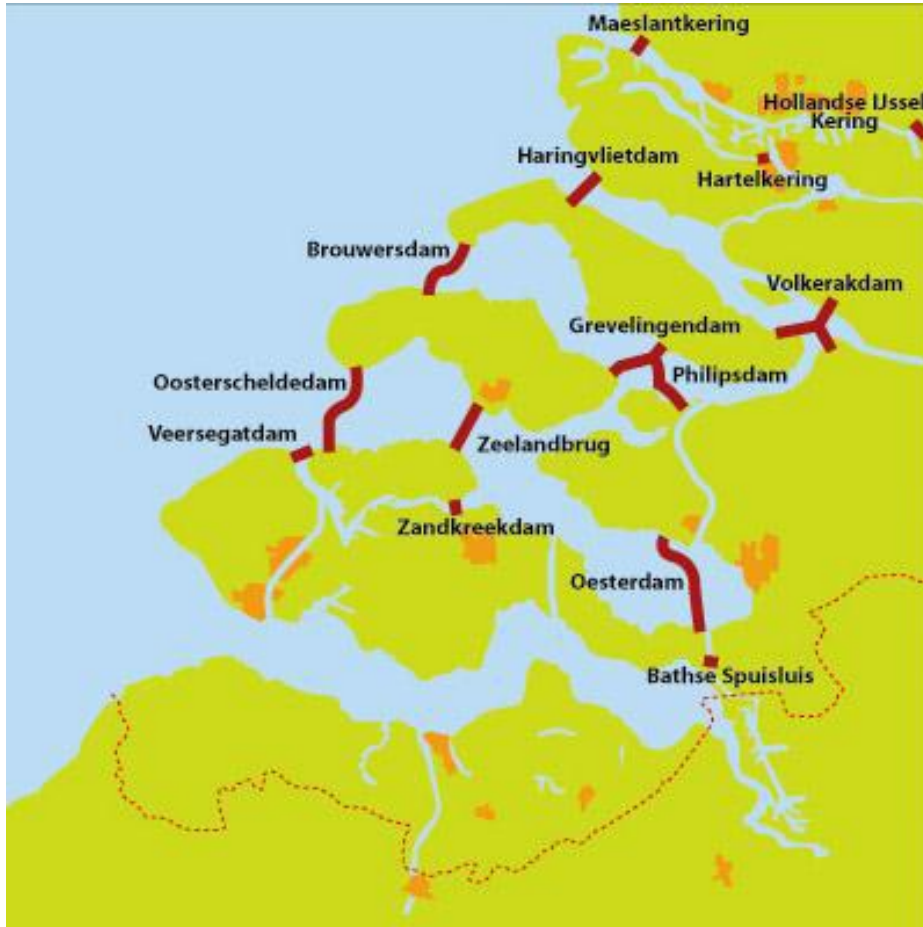 Maeslantkering
Hollandse IJssel
Kering
Haringvlietdam
Hartelkering
Brouwersdam
Volkerakdam
Grevelingendam
Oosterscheldedam
Philipsdam
Veersegatdam
Zeelandbrug
Zandkreekdam
Oesterdam
Bathse Spuisluis